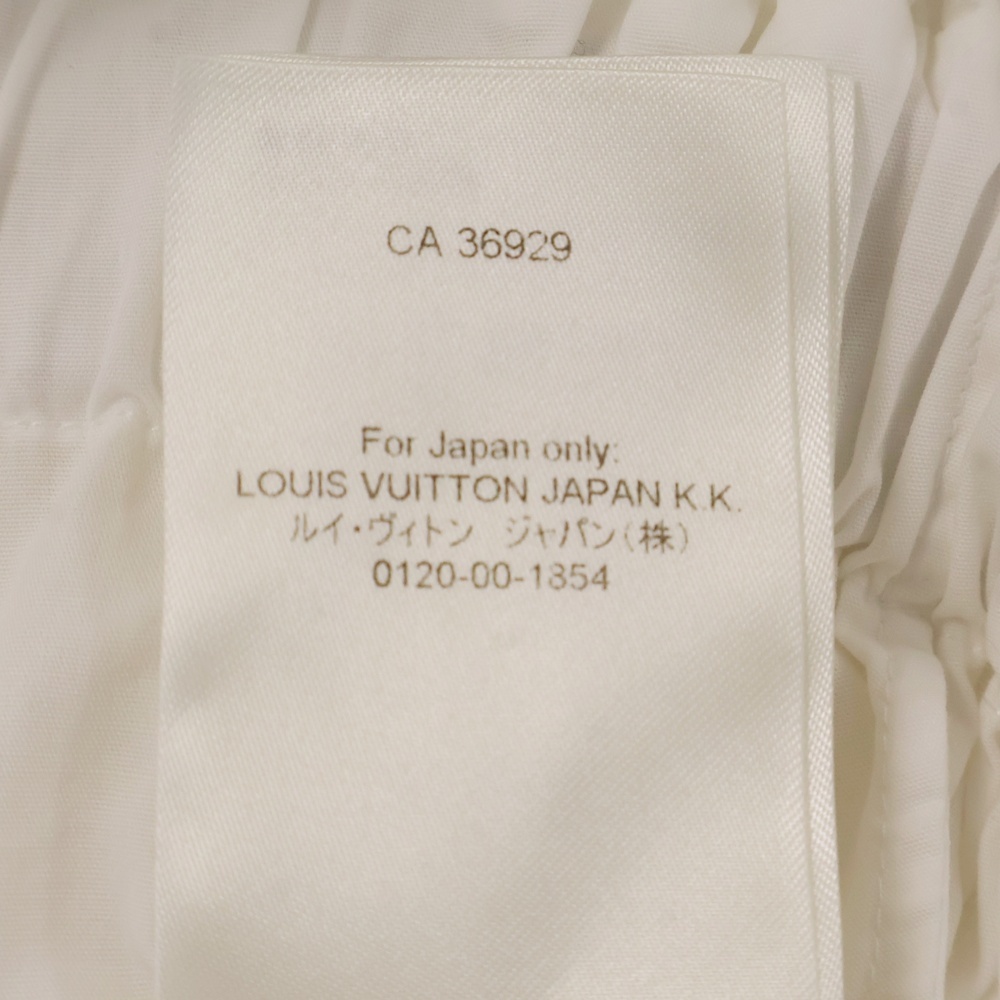 CA 36929
For Japan only:
LOUIS VUITTON JAPAN K.K.
ルイ・ヴィトン　ジャパン(株)
0120-00-1854